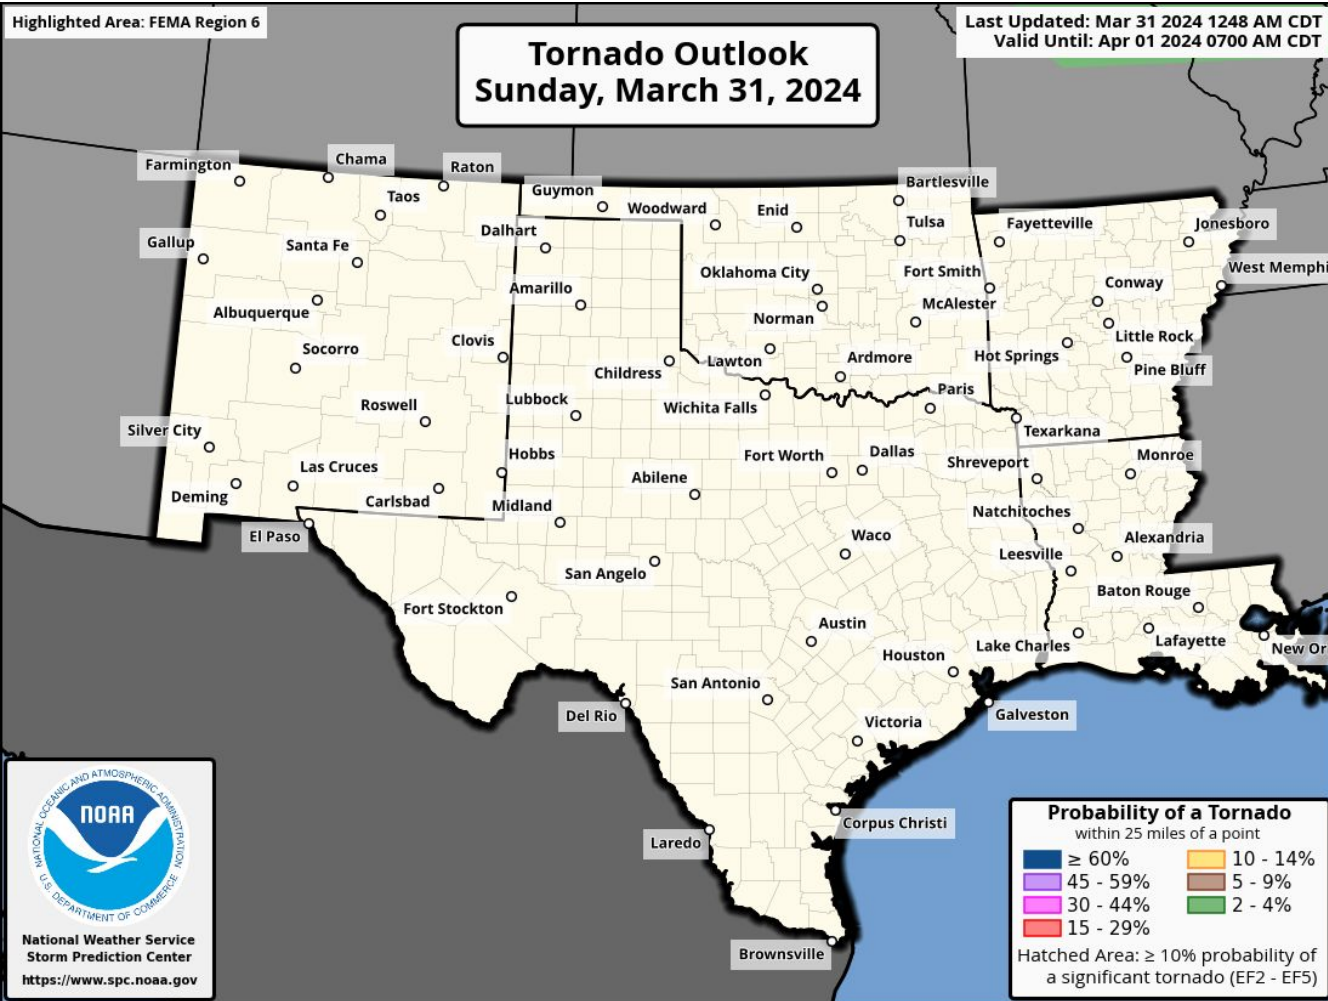 Highlighted Area: FEMA Region 6
Last Updated: Mar 31 2024 1248 AM CDT
Valid Until: Apr 01 2024 0700 AM CDT
Tornado Outlook
Sunday, March 31, 2024
Farmington
Chama
Raton
Taos
Guymon
Woodward
Enid
Bartlesville
Tulsa
Fayetteville
Jonesboro
Gallup
Santa Fe
Dalhart
Oklahoma City
Fort Smith
West Memphi
Amarillo
Conway
Albuquerque
Norman
McAlester
Socorro
Clovis
Little Rock
Childress
Lawton
Ardmore
Hot Springs
Pine Bluff
Roswell
Lubbock
Wichita Falls
Paris
Silver City
Texarkana
Las Cruces
Hobbs
Abilene
Fort Worth
Dallas
Shreveport
Monroe
Deming
Carlsbad
Midland
Natchitoches
El Paso
Waco
Alexandria
San Angelo
Leesville
Fort Stockton
Baton Rouge
Austin
Lake Charles
Lafayette
New Or
Houston
San Antonio
Del Rio
Galveston
Victoria
Corpus Christi
Laredo
Brownsville
NATIONAL OCEANIC AND ATMOSPHERIC ADMINISTRATION
NOAA
U.S. DEPARTMENT OF COMMERCE
National Weather Service
Storm Prediction Center
https://www.spc.noaa.gov
Probability of a Tornado
within 25 miles of a point
≥ 60%
45 - 59%
30 - 44%
15 - 29%
10 - 14%
5 - 9%
2 - 4%
Hatched Area: ≥ 10% probability of
a significant tornado (EF2 - EF5)